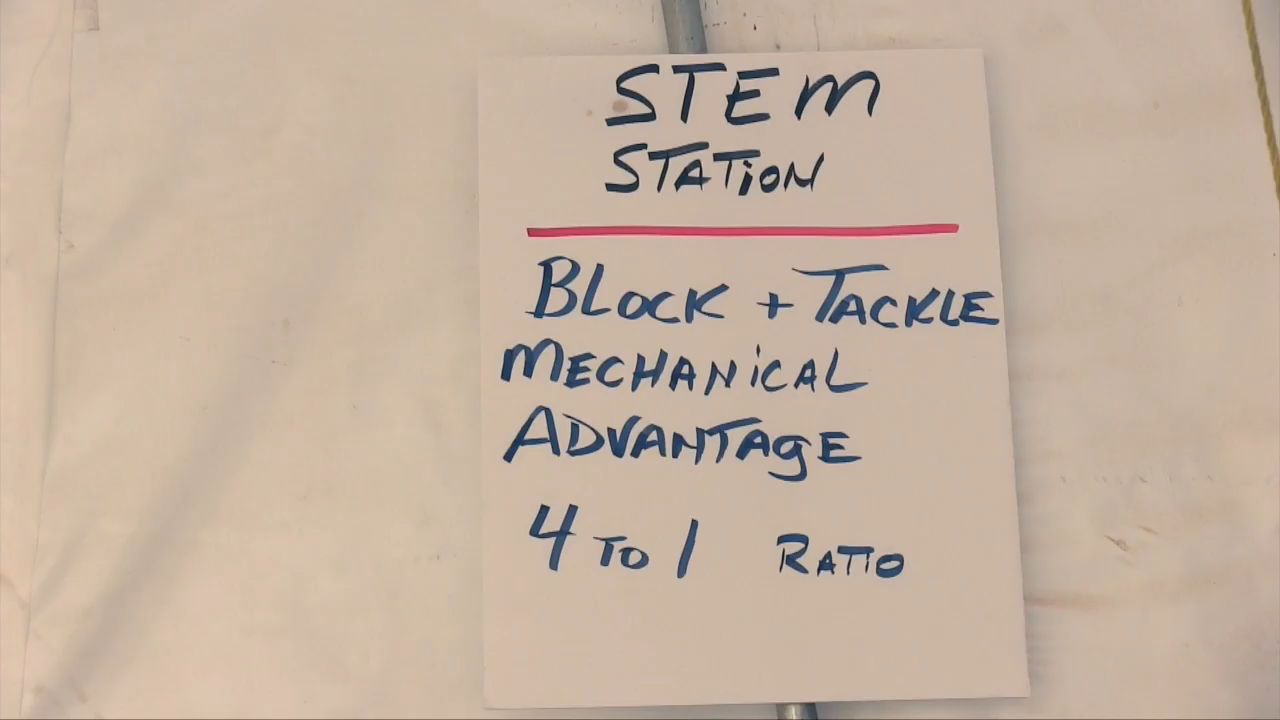 STEM
STATiON
BLOCK + TACKLE
MECHANiCAL
ADVANTAgE
4 TO 1 RATIO